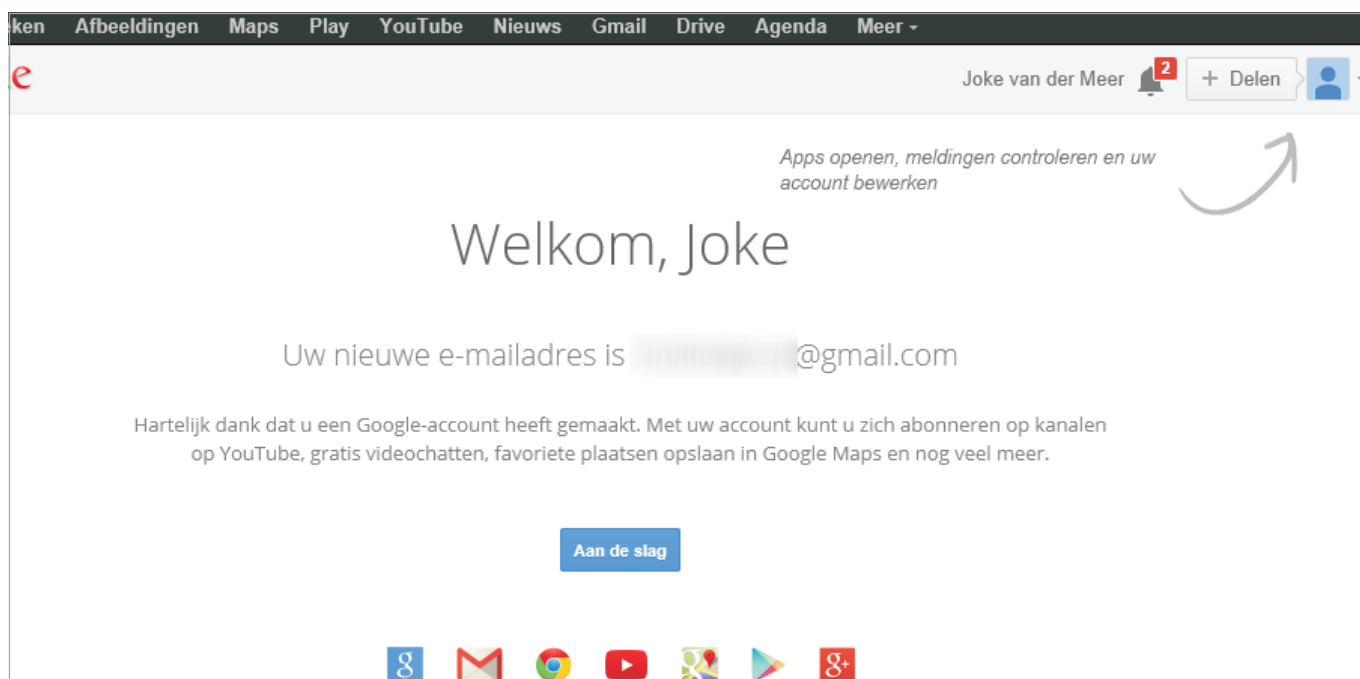 ken Afbeeldingen Maps Play YouTube Nieuws Gmail Drive Agenda Meer
e
Joke van der Meer 2 + Delen
Apps openen, meldingen controleren en uw
account bewerken
Welkom, Joke
Uw nieuwe e-mailadres is @gmail.com
Hartelijk dank dat u een Google-account heeft gemaakt. Met uw account kunt u zich abonneren op kanalen
op YouTube, gratis videochatten, favoriete plaatsen opslaan in Google Maps en nog veel meer.
Aan de slag
g g g+